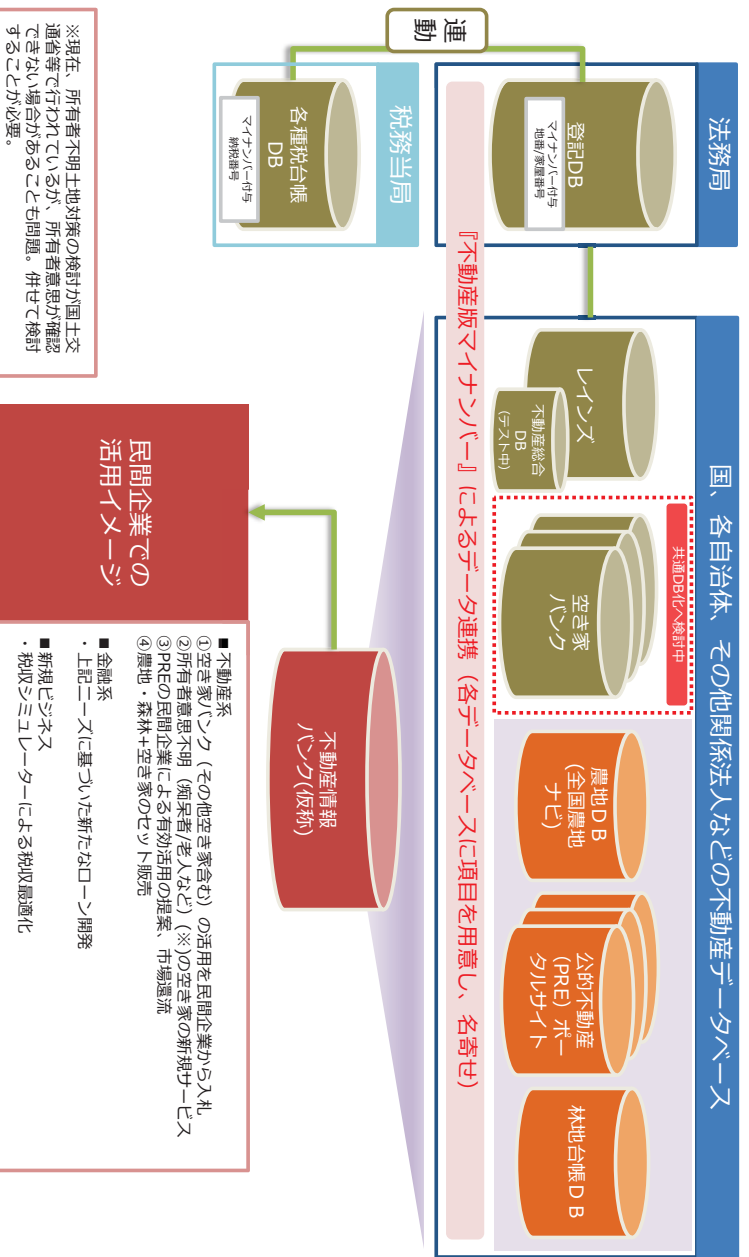 法務局
国、各自治体、その他関係法人などの不動産データベース
連
動
登記DB
マイナンバー付与
地番/家屋番号
税務当局
各種税台帳
DB
マイナンバー付与
納税番号
レインズ
不動産総合
DB
(テスト中)
共通DB化へ検討中
空き家
バンク
農地ＤＢ
(全国農地
ナビ)
公的不動産
（PRE）ポー
タルサイト
林地台帳ＤＢ
『不動産版マイナンバー』によるデータ連携（各データベースに項目を用意し、名寄せ）
不動産情報
バンク(仮称)
※現在、所有者不明土地対策の検討が国土交
通省等で行われているが、所有者意思が確認
できない場合があることも問題。併せて検討
することが必要。
民間企業での
活用イメージ
■不動産系
①空き家バンク（その他空き家含む）の活用を民間企業から入札
②所有者意思不明（痴呆者/老人など）(※)の空き家の新規サービス
③PREの民間企業による有効活用の提案、市場還流
④農地・森林+空き家のセット販売
■金融系
・上記ニーズに基づいた新たなローン開発
■新規ビジネス
・税収シミュレーターによる税収最適化